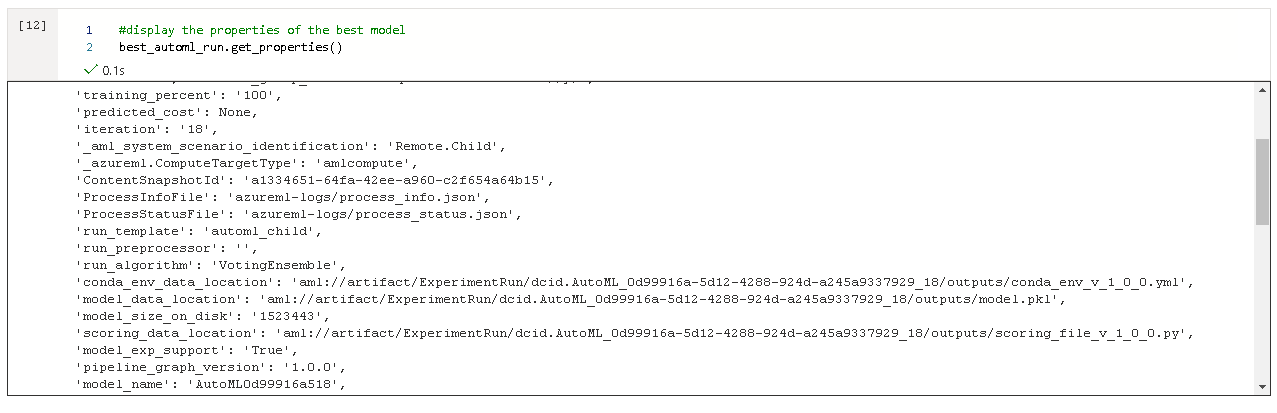 [12]
1 #display the properties of the best model
2 best_automl_run.get_properties()
✓ 0.1s
'training_percent': '100',
'predicted_cost': None,
'iteration': '18',
'_aml_system_scenario_identification': 'Remote.Child',
'_azureml.ComputeTargetType': 'amlcompute',
'ContentSnapshotId': 'a1334651-64fa-42ee-a960-c2f654a64b15',
'ProcessInfoFile': 'azureml-logs/process_info.json',
'ProcessStatusFile': 'azureml-logs/process_status.json',
'run_template': 'automl_child',
'run_preprocessor': '',
'run_algorithm': 'VotingEnsemble',
'conda_env_data_location': 'aml://artifact/ExperimentRun/dcid.AutoML_0d99916a-5d12-4288-924d-a245a9337929_18/outputs/conda_env_v_1_0_0.yml',
'model_data_location': 'aml://artifact/ExperimentRun/dcid.AutoML_0d99916a-5d12-4288-924d-a245a9337929_18/outputs/model.pkl',
'model_size_on_disk': '1523443',
'scoring_data_location': 'aml://artifact/ExperimentRun/dcid.AutoML_0d99916a-5d12-4288-924d-a245a9337929_18/outputs/scoring_file_v_1_0_0.py',
'model_exp_support': 'True',
'pipeline_graph_version': '1.0.0',
'model_name': 'AutoML0d99916a518',